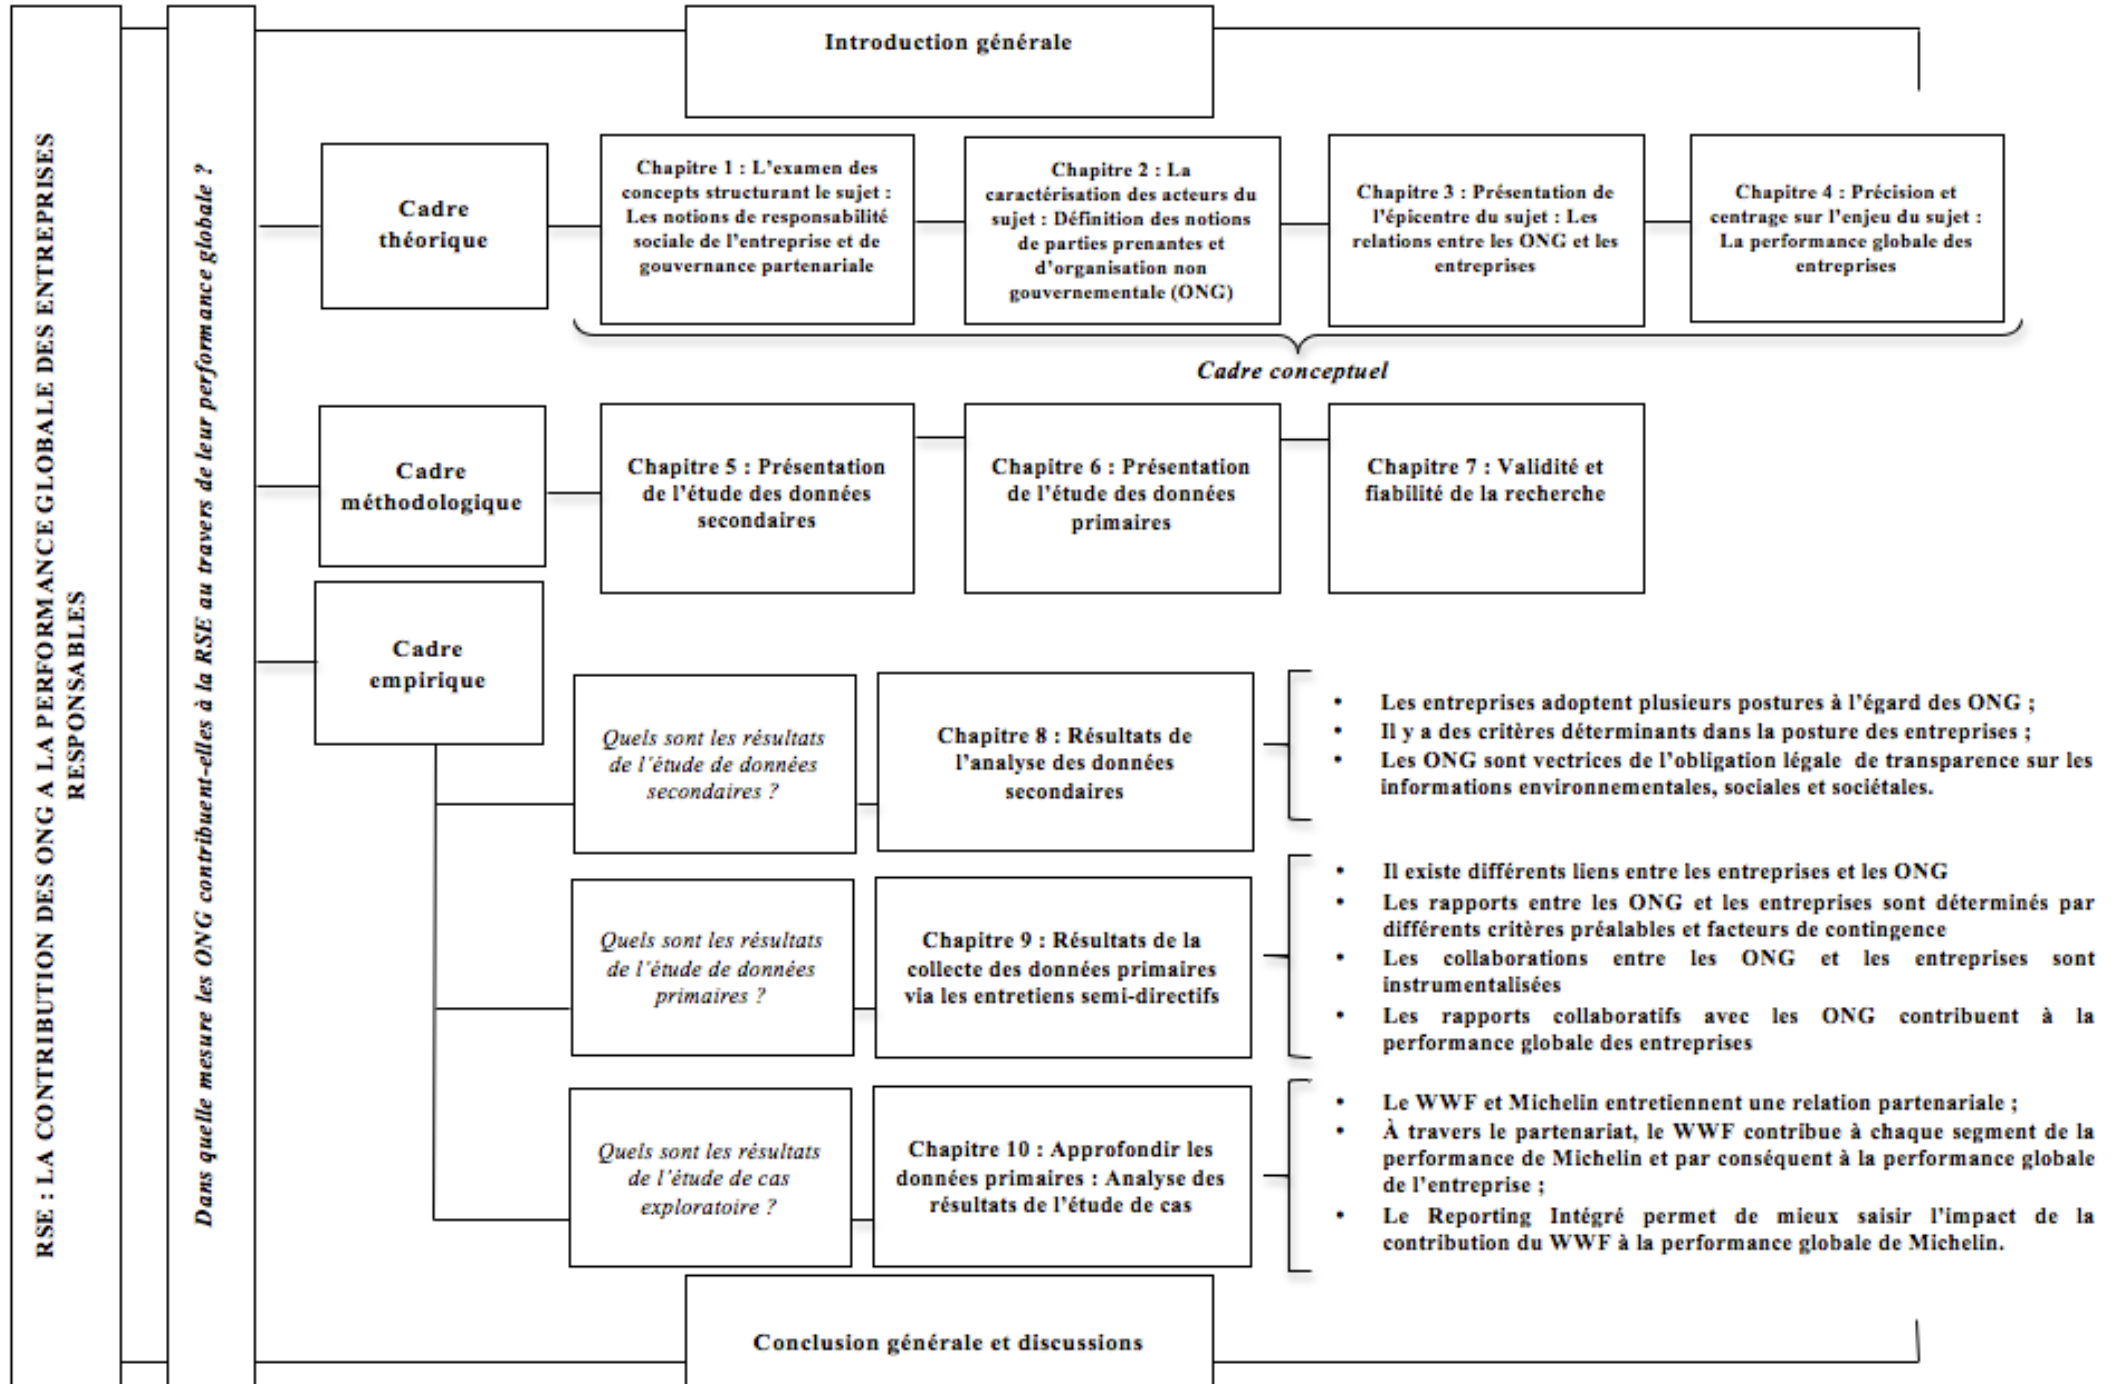 RSE : LA CONTRIBUTION DES ONG A LA PERFORMANCE GLOBALE DES ENTREPRISES
RESPONSABLES
Dans quelle mesure les ONG contribuent-elles à la RSE au travers de leur performance globale ?
Introduction générale
Cadre
théorique
Chapitre 1 : L'examen des
concepts structurant le sujet :
Les notions de responsabilité
sociale de l'entreprise et de
gouvernance partenariale
Chapitre 2 : La
caractérisation des acteurs du
sujet : Définition des notions
de parties prenantes et
d'organisation non
gouvernementale (ONG)
Chapitre 3 : Présentation de
l'épicentre du sujet : Les
relations entre les ONG et les
entreprises
Chapitre 4 : Précision et
centrage sur l'enjeu du sujet :
La performance globale des
entreprises
Cadre conceptuel
Cadre
méthodologique
Chapitre 5 : Présentation
de l'étude des données
secondaires
Chapitre 6 : Présentation
de l'étude des données
primaires
Chapitre 7 : Validité et
fiabilité de la recherche
Cadre
empirique
Quels sont les résultats
de l'étude de données
secondaires ?
Chapitre 8 : Résultats de
l'analyse des données
secondaires
• Les entreprises adoptent plusieurs postures à l'égard des ONG ;
• Il y a des critères déterminants dans la posture des entreprises ;
• Les ONG sont vectrices de l'obligation légale de transparence sur les
informations environnementales, sociales et sociétales.
Quels sont les résultats
de l'étude de données
primaires ?
Chapitre 9 : Résultats de la
collecte des données primaires
via les entretiens semi-directifs
• Il existe différents liens entre les entreprises et les ONG
• Les rapports entre les ONG et les entreprises sont déterminés par
différents critères préalables et facteurs de contingence
• Les collaborations entre les ONG et les entreprises sont
instrumentalisées
• Les rapports collaboratifs avec les ONG contribuent à la
performance globale des entreprises
Quels sont les résultats
de l'étude de cas
exploratoire ?
Chapitre 10 : Approfondir les
données primaires : Analyse des
résultats de l'étude de cas
• Le WWF et Michelin entretiennent une relation partenariale ;
• À travers le partenariat, le WWF contribue à chaque segment de la
performance de Michelin et par conséquent à la performance globale
de l'entreprise ;
• Le Reporting Intégré permet de mieux saisir l'impact de la
contribution du WWF à la performance globale de Michelin.
Conclusion générale et discussions